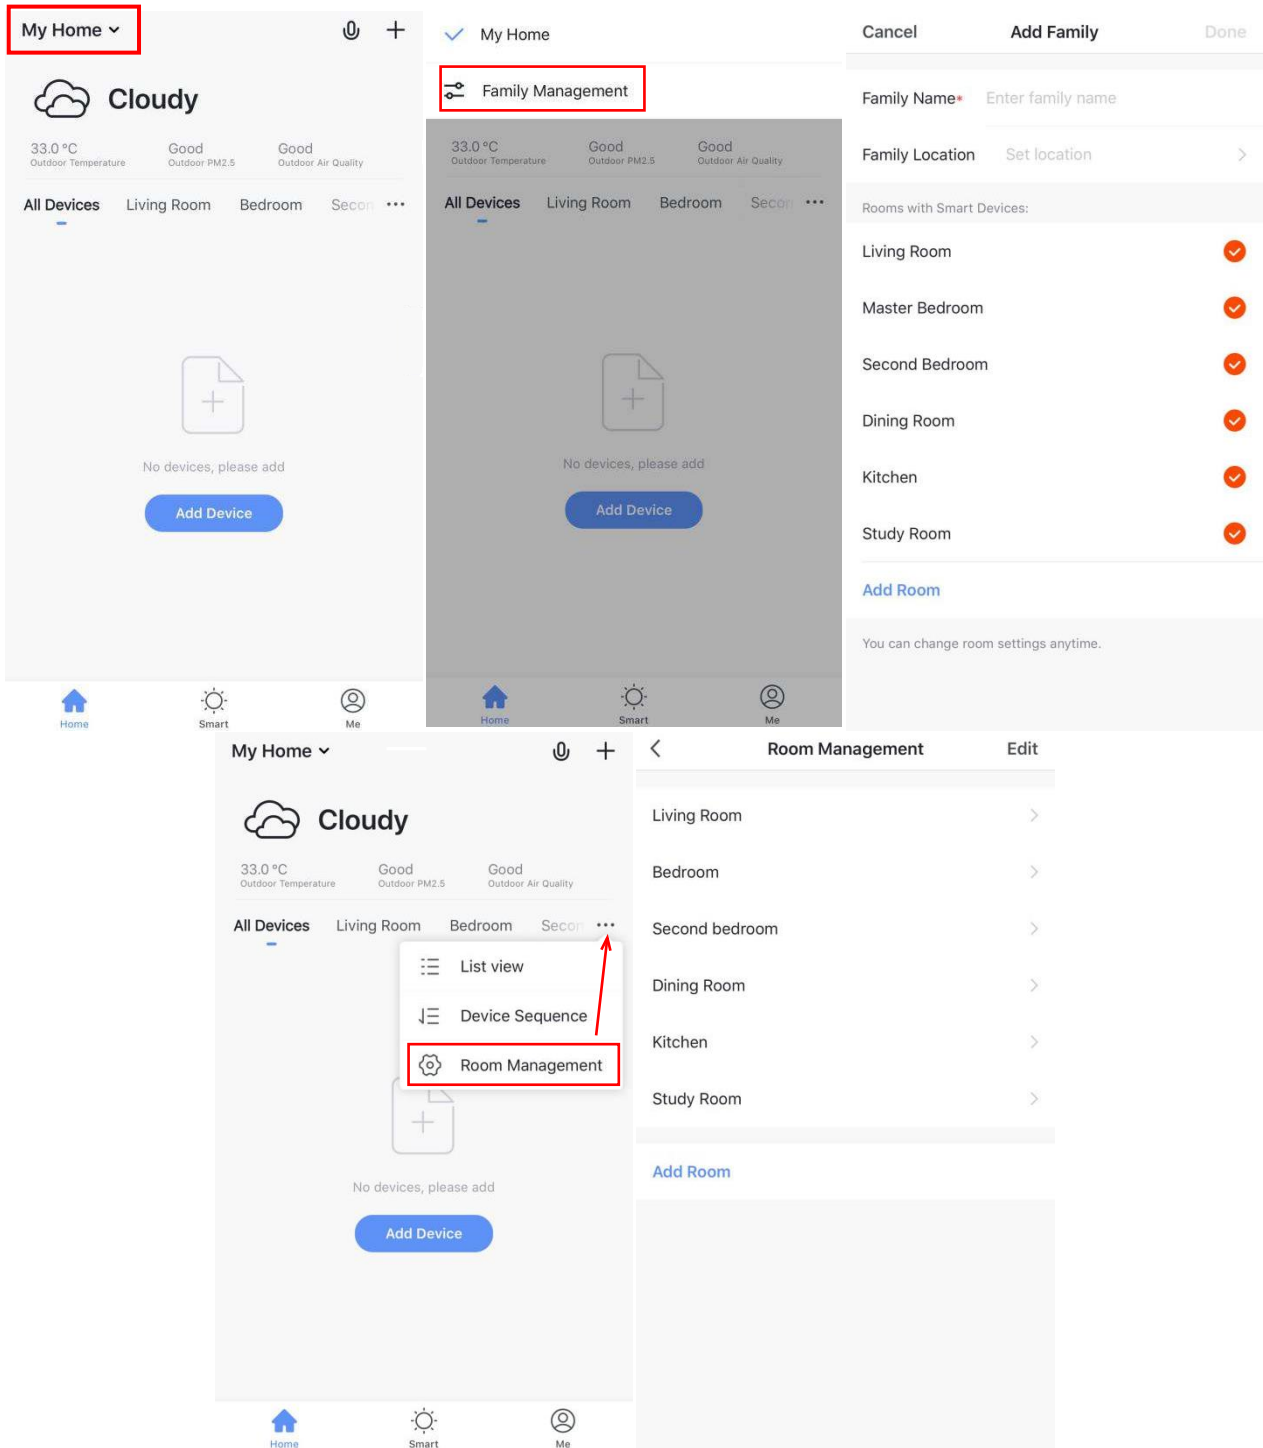 My Home
Cloudy
33.0 °C Good Good
Outdoor Temperature Outdoor PM2.5 Outdoor Air Quality
All Devices Living Room Bedroom Secon
No devices, please add
Add Device
Home Smart Me
My Home
Family Management
33.0 °C Good Good
Outdoor Temperature Outdoor PM2.5 Outdoor Air Quality
All Devices Living Room Bedroom Secon
No devices, please add
Add Device
Home Smart Me
Cancel Add Family Done
Family Name* Enter family name
Family Location Set location
Rooms with Smart Devices:
Living Room
Master Bedroom
Second Bedroom
Dining Room
Kitchen
Study Room
Add Room
You can change room settings anytime.
My Home
Cloudy
33.0 °C Good Good
Outdoor Temperature Outdoor PM2.5 Outdoor Air Quality
All Devices Living Room Bedroom Secon
List view
Device Sequence
Room Management
No devices, please add
Add Device
Home Smart Me
Room Management Edit
Living Room
Bedroom
Second bedroom
Dining Room
Kitchen
Study Room
Add Room